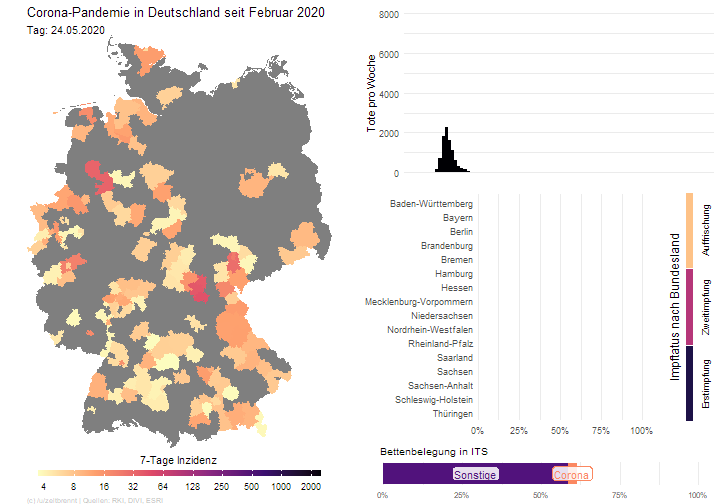 Corona-Pandemie in Deutschland seit Februar 2020
Tag: 24.05.2020
7-Tage Inzidenz
4 8 16 32 64 125 250 500 1000 2000
(c) /u/zeitbrennt | Quellen: RKI, DIVI, ESRI
Tote pro Woche
8000
6000
4000
2000
0
Baden-Württemberg
Bayern
Berlin
Brandenburg
Bremen
Hamburg
Hessen
Mecklenburg-Vorpommern
Niedersachsen
Nordrhein-Westfalen
Rheinland-Pfalz
Saarland
Sachsen
Sachsen-Anhalt
Schleswig-Holstein
Thüringen
0% 25% 50% 75% 100%
Impfstatus nach Bundesland
Auffrischung
Zweitimpfung
Erstimpfung
Bettenbelegung in ITS
Sonstige Corona
0% 25% 50% 75% 100%